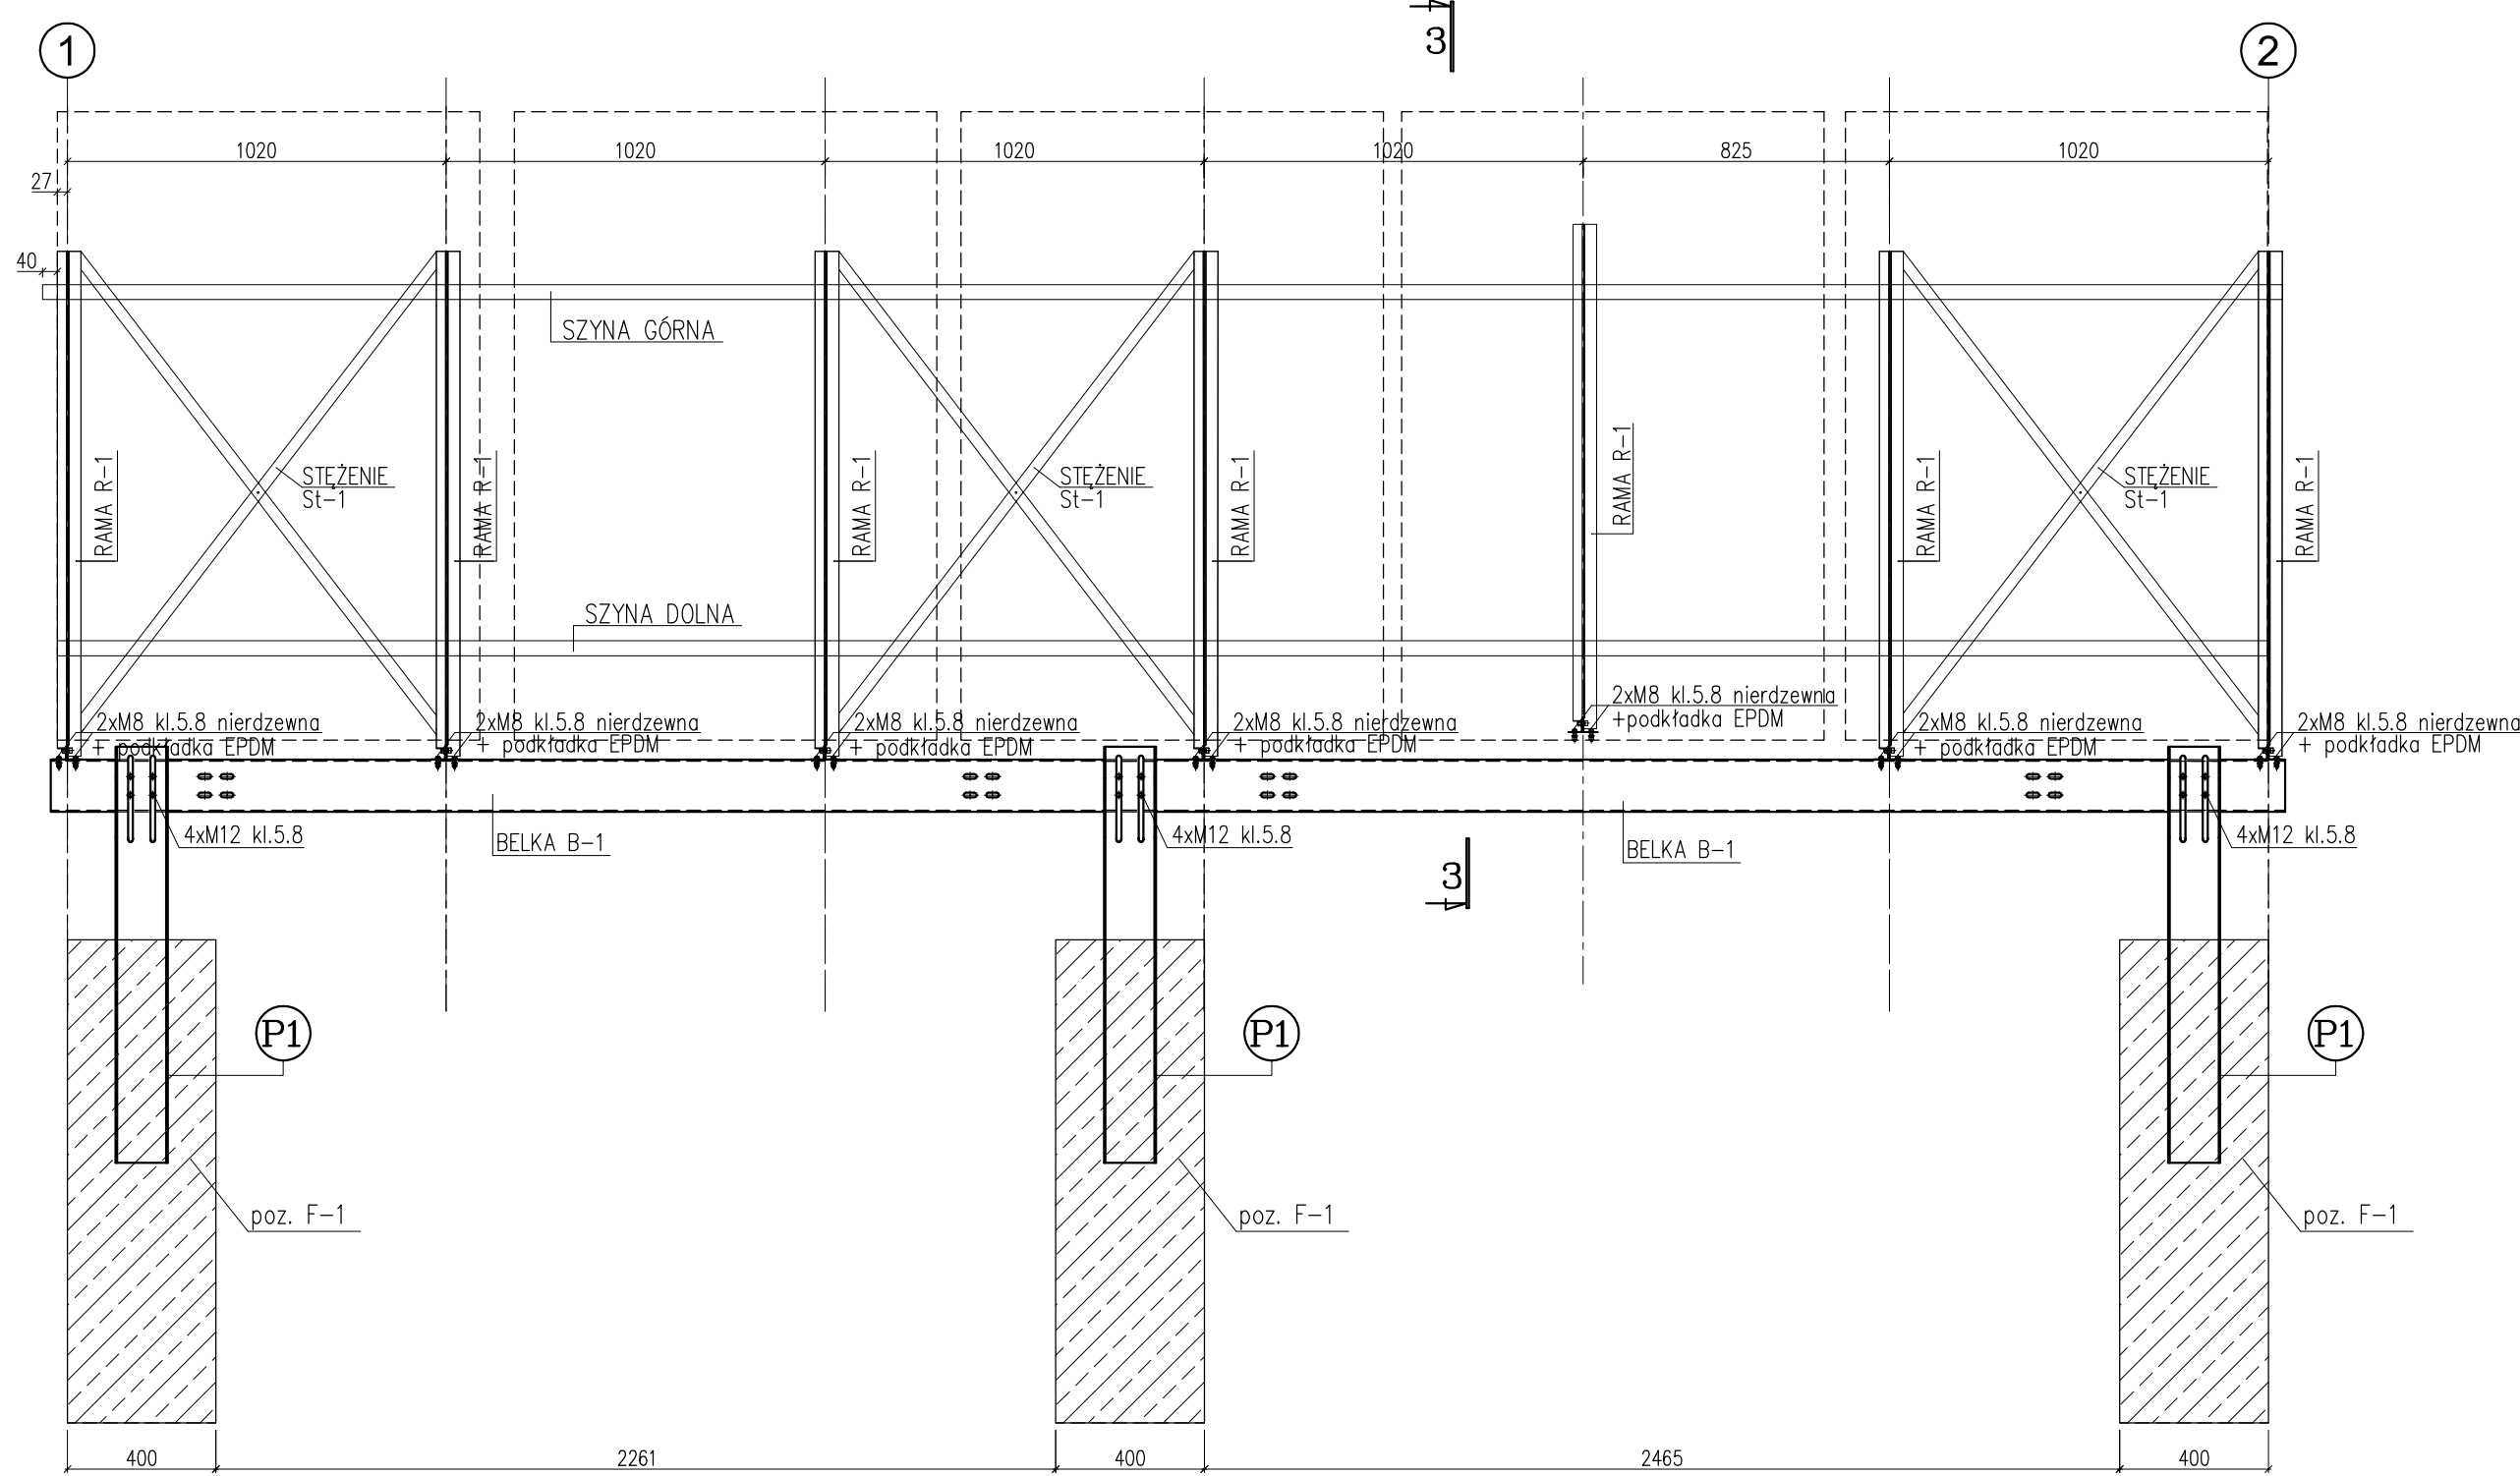 3
1
2
1020
1020
1020
1020
825
1020
27
40
SZYNA GÓRNA
RAMA R-1
STĘŻENIE
St-1
RAMA R-1
RAMA R-1
STĘŻENIE
St-1
RAMA R-1
RAMA R-1
RAMA R-1
STĘŻENIE
St-1
RAMA R-1
SZYNA DOLNA
2xM8 kl.5.8 nierdzewna
+ podkładka EPDM
2xM8 kl.5.8 nierdzewna
+ podkładka EPDM
2xM8 kl.5.8 nierdzewna
+ podkładka EPDM
2xM8 kl.5.8 nierdzewna
+ podkładka EPDM
2xM8 kl.5.8 nierdzewna
+podkładka EPDM
2xM8 kl.5.8 nierdzewna
+ podkładka EPDM
2xM8 kl.5.8 nierdzewna
+ podkładka EPDM
4xM12 kl.5.8
BELKA B-1
4xM12 kl.5.8
BELKA B-1
4xM12 kl.5.8
3
P1
P1
P1
poz. F-1
poz. F-1
poz. F-1
400
2261
400
2465
400